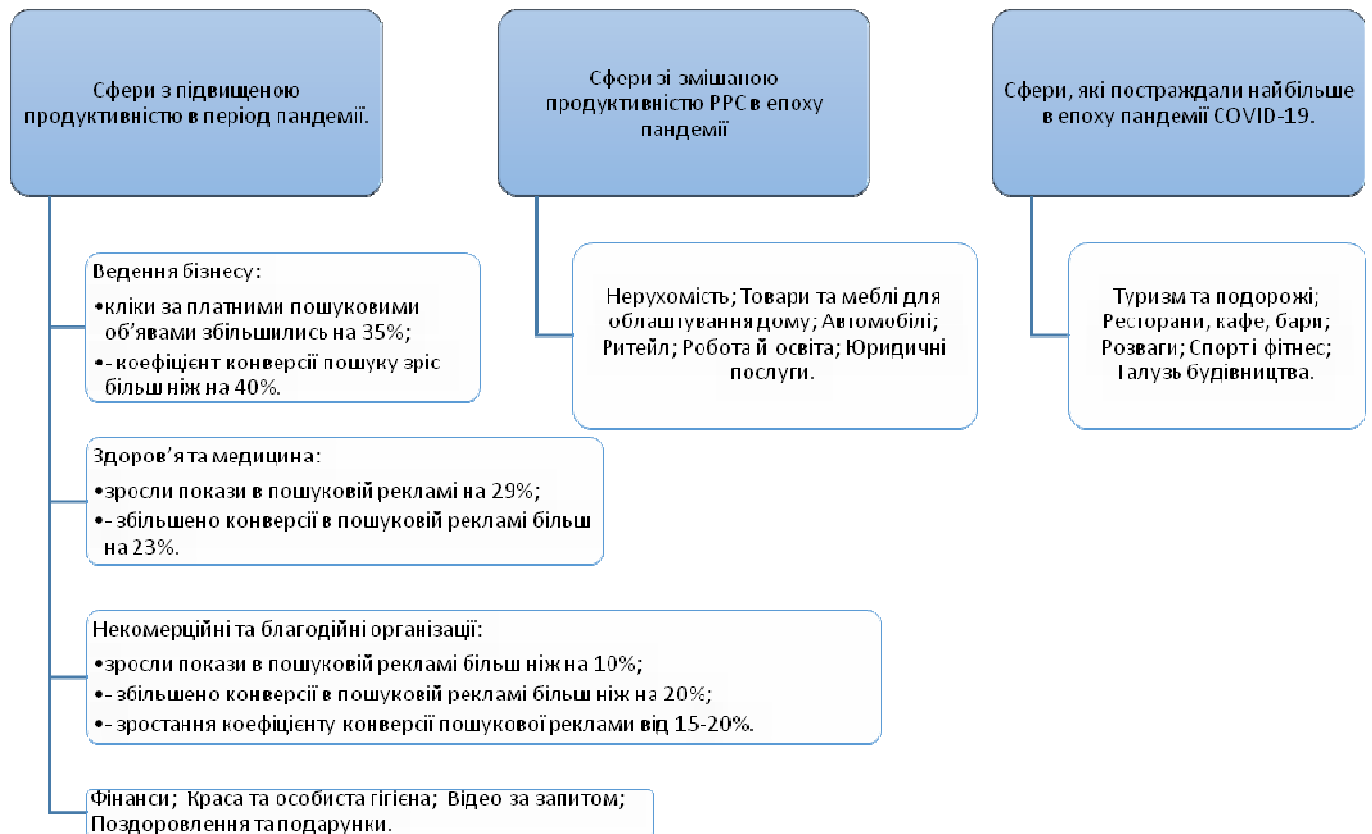 Сфери з підвищеною
продуктивністю в період пандемії.
Ведення бізнесу:
•кліки за платними пошуковими
об’явами збільшились на 35%;
•- коефіцієнт конверсії пошуку зріс
більш ніж на 40%.
Здоров’я та медицина:
•зросли покази в пошуковій рекламі на 29%;
•- збільшено конверсії в пошуковій рекламі більш
на 23%.
Некомерційні та благодійні організації:
•зросли покази в пошуковій рекламі більш ніж на 10%;
•- збільшено конверсії в пошуковій рекламі більш ніж на 20%;
•- зростання коефіцієнту конверсії пошукової реклами від 15-20%.
Фінанси; Краса та особиста гігієна; Відео за запитом;
Поздоровлення та подарунки.
Сфери зі змішаною
продуктивністю PPC в епоху
пандемії
Нерухомість; Товари та меблі для
облаштування дому; Автомобілі;
Ритейл; Робота й освіта; Юридичні
послуги.
Сфери, які постраждали найбільше
в епоху пандемії COVID-19.
Туризм та подорожі;
Ресторани, кафе, бари;
Розваги; Спорт і фітнес;
Галузь будівництва.